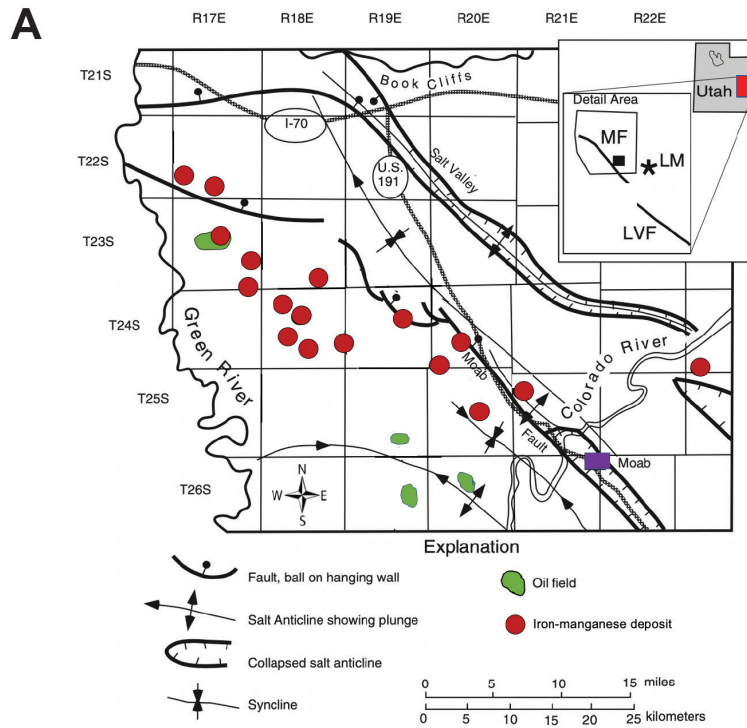 A
R17E R18E R19E R20E R21E R22E
T21S
T22S
T23S
T24S
T25S
T26S
Book Cliffs
I-70
U.S.
191
Salt Valley
Utah
Detail Area
MF
LM
LVF
Green River
Colorado River
Moab
Fault
Moab
N
W E
S
Explanation
Fault, ball on hanging wall
Salt Anticline showing plunge
Collapsed salt anticline
Syncline
Oil field
Iron-manganese deposit
0 5 10 15 miles
0 5 10 15 20 25 kilometers